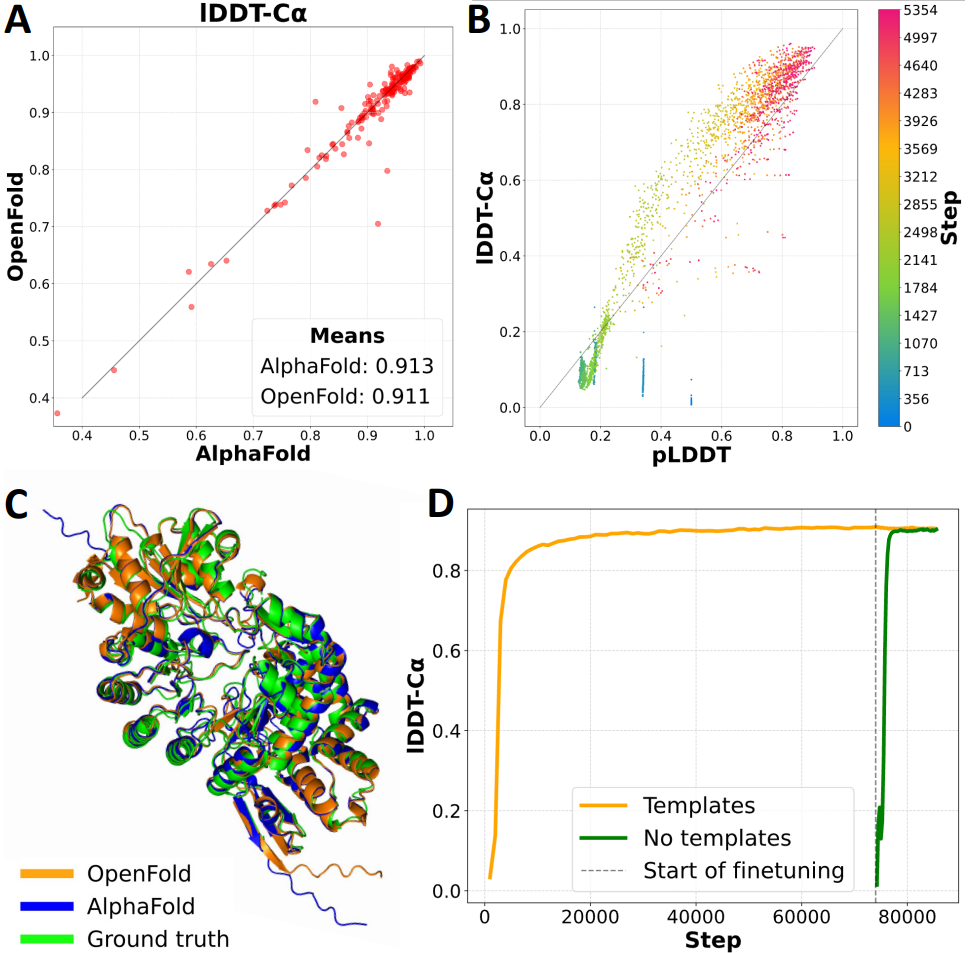 A
lDDT-Cα
OpenFold
1.0
0.9
0.8
0.7
0.6
0.5
0.4
Means
AlphaFold: 0.913
OpenFold: 0.911
0.4 0.5 0.6 0.7 0.8 0.9 1.0
AlphaFold
B
lDDT-Cα
1.0
0.8
0.6
0.4
0.2
0.0
0.0 0.2 0.4 0.6 0.8 1.0
pLDDT
5354
4997
4640
4283
3926
3569
3212
2855
2498
2141
1784
1427
1070
713
356
0
Step
C
OpenFold
AlphaFold
Ground truth
D
lDDT-Cα
0.8
0.6
0.4
0.2
0.0
Templates
No templates
Start of finetuning
0 20000 40000 60000 80000
Step